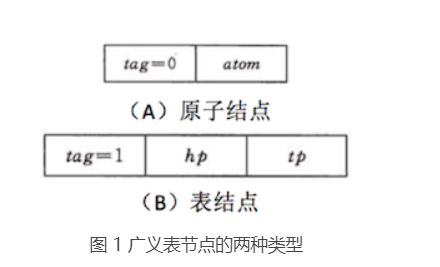 tag=0 atom
（A）原子结点
tag=1 hp tp
（B）表结点
图 1 广义表节点的两种类型